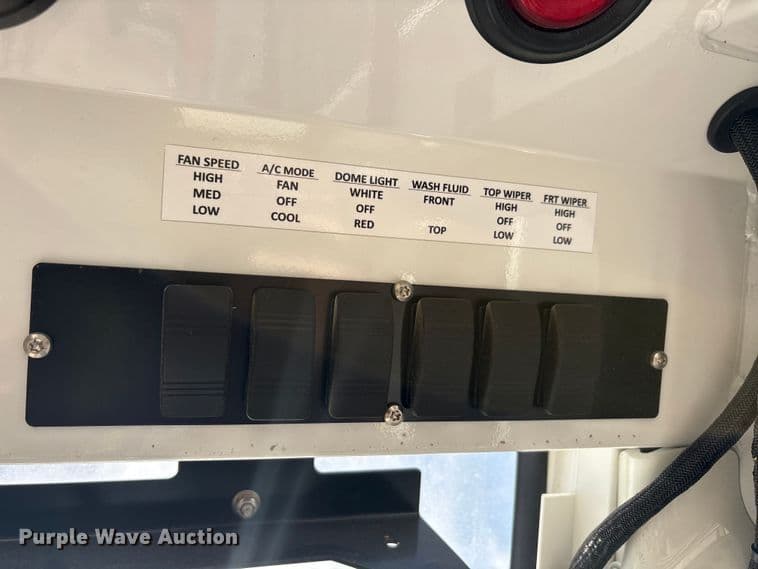 FAN SPEED A/C MODE DOME LIGHT WASH FLUID TOP WIPER FRT WIPER
HIGH FAN WHITE FRONT HIGH HIGH
MED OFF OFF OFF OFF
LOW COOL RED TOP LOW LOW
Purple Wave Auction